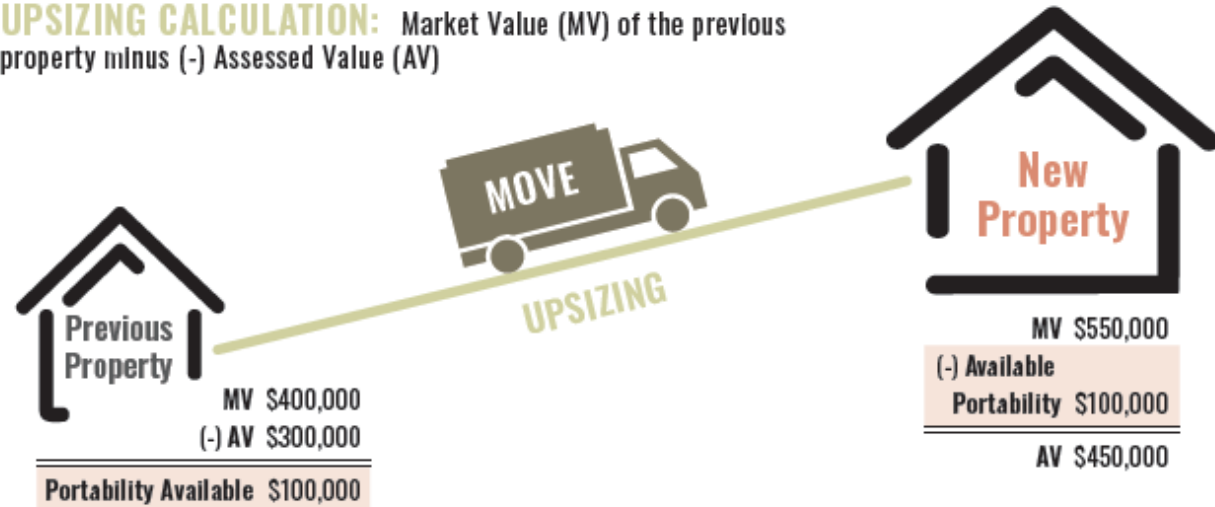 UPSIZING CALCULATION: Market Value (MV) of the previous
property minus (-) Assessed Value (AV)
MOVE
UPSIZING
Previous
Property
MV $400,000
(-) AV $300,000
Portability Available $100,000
New
Property
MV $550,000
(-) Available
Portability $100,000
AV $450,000